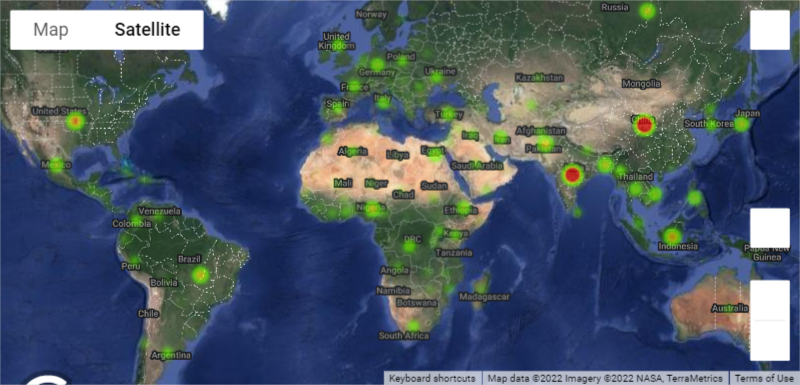 Norway
Russia
Map
Satellite
United
Kingdom
Poland
Germany
Ukraine
France
Kazakhstan
Mongolia
Spain
Italy
United States
Turkey
Japan
South Korea
Iraq
Iran
Afghanistan
Pakistan
Algeria
Libya
Egypt
Saudi Arabia
Mexico
Mali
Niger
Chad
Sudan
Thailand
Nigeria
Ethiopia
Venezuela
Colombia
DRC
Kenya
Indonesia
Papua New
Guinea
Tanzania
Peru
Brazil
Bolivia
Angola
Namibia
Botswana
Madagascar
Chile
Australia
South Africa
Argentina
Keyboard shortcuts
Map data ©2022 Imagery ©2022 NASA, TerraMetrics
Terms of Use